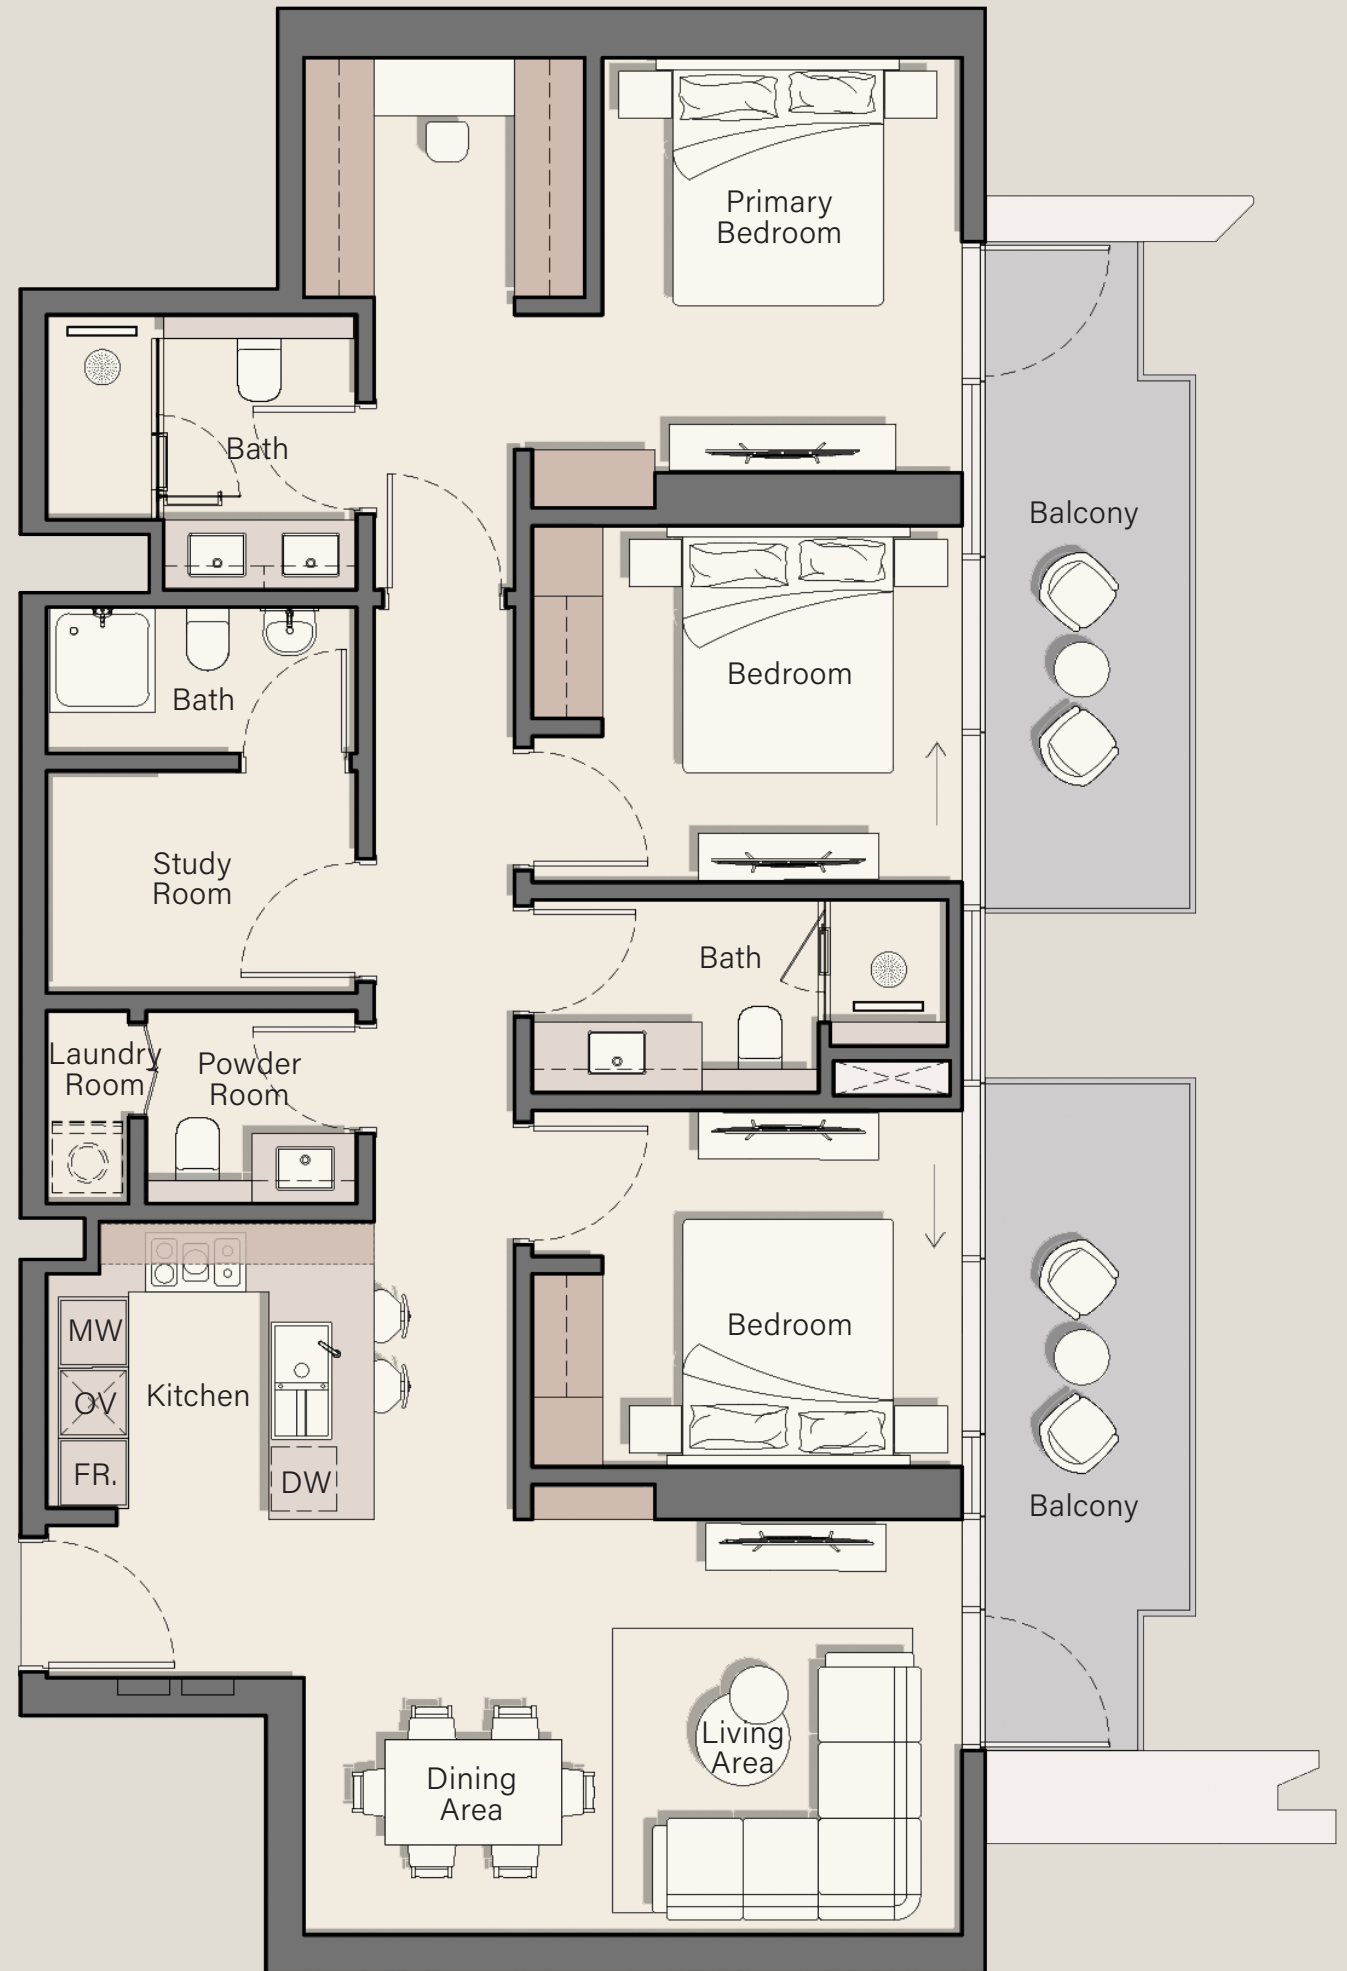 Primary
Bedroom
Bath
Balcony
Bedroom
Bath
Study
Room
Bath
Laundry
Room
Powder
Room
Bedroom
MW
OV
Kitchen
FR.
DW
Balcony
Living
Area
Dining
Area